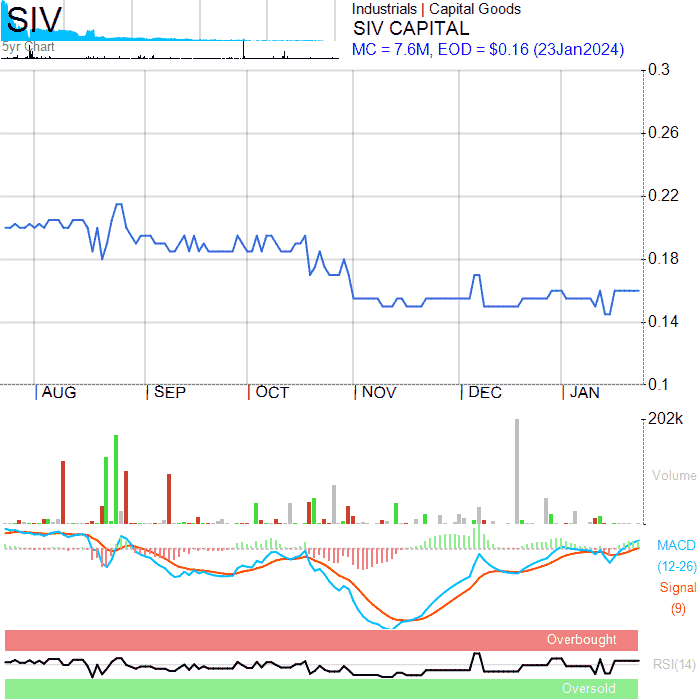 SIV
5yr Chart
Industrials | Capital Goods
SIV CAPITAL
MC = 7.6M, EOD = $0.16 (23Jan2024)
0.3
0.26
0.22
0.18
0.14
0.1
AUG
SEP
OCT
NOV
DEC
JAN
202k
Volume
MACD
(12-26)
Signal
(9)
Overbought
RSI(14)
Oversold